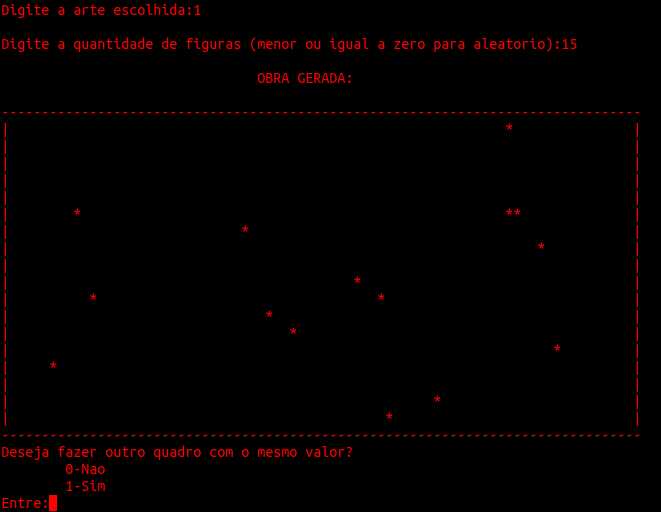 Digite a arte escolhida:1
Digite a quantidade de figuras (menor ou igual a zero para aleatorio):15
OBRA GERADA:
Deseja fazer outro quadro com o mesmo valor?
0-Nao
1-Sim
Entre: